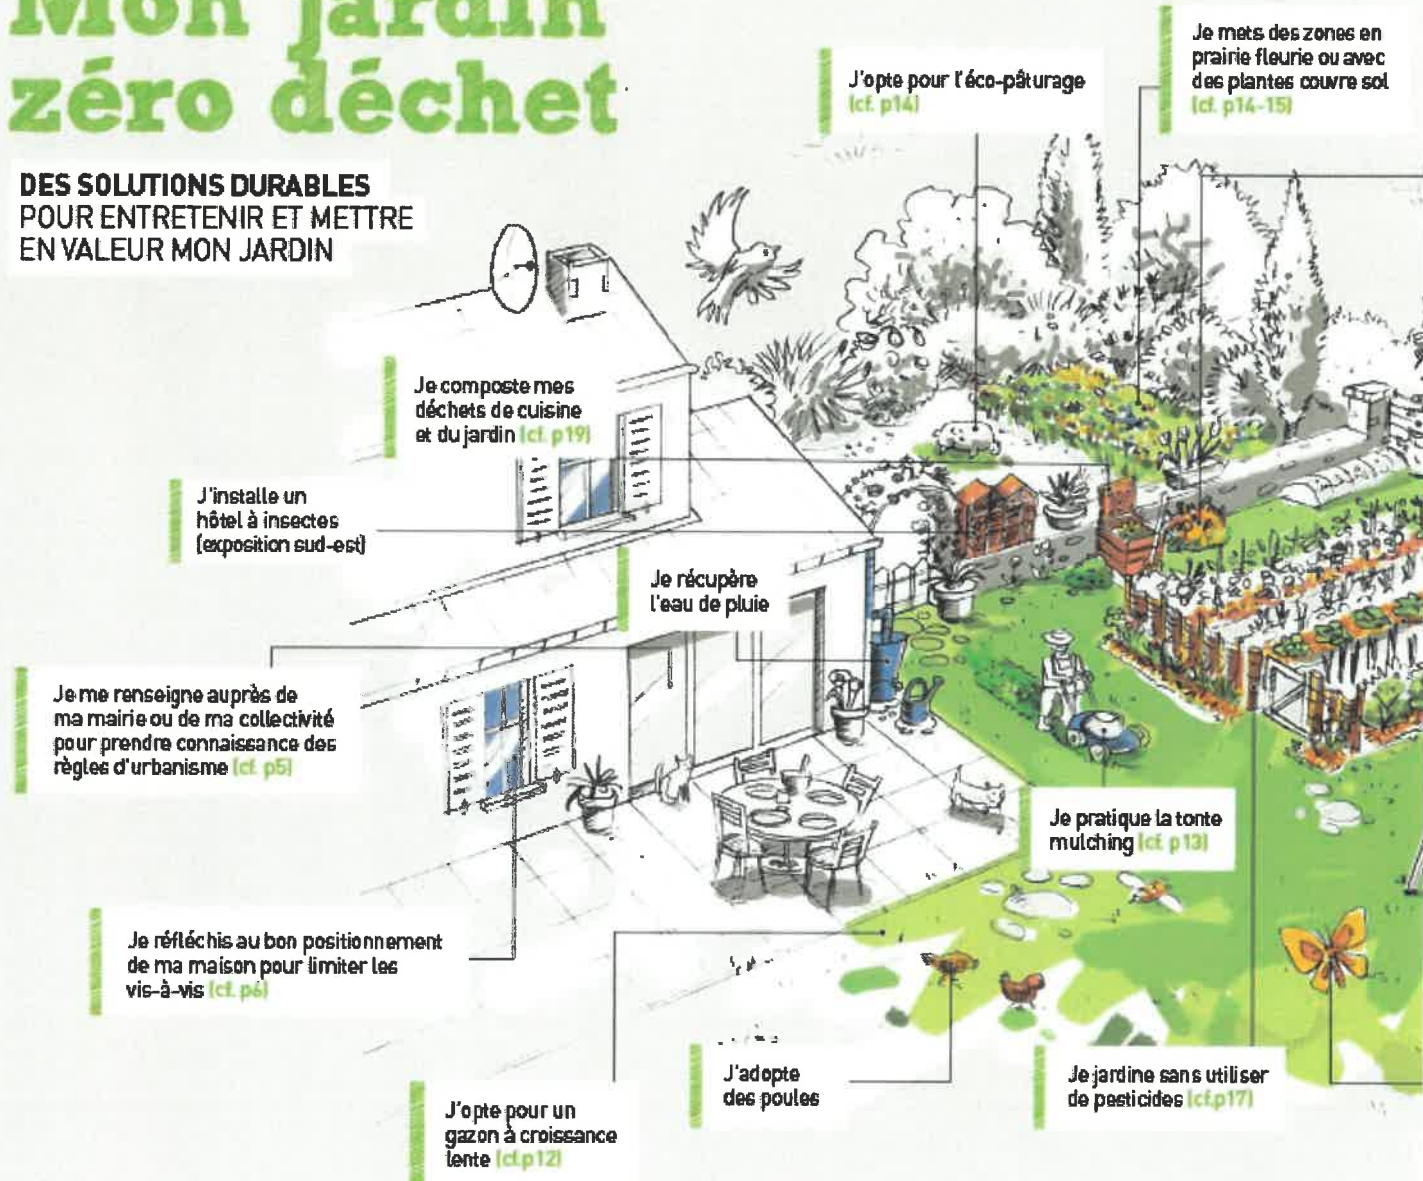 Mon jardin
zéro déchet
DES SOLUTIONS DURABLES
POUR ENTRETENIR ET METTRE
EN VALEUR MON JARDIN
J'opte pour l'éco-pâturage
(cf. p14)
Je mets des zones en
prairie fleurie ou avec
des plantes couvre sol
(cf. p14-15)
Je composte mes
déchets de cuisine
et du jardin (cf. p19)
J'installe un
hôtel à insectes
(exposition sud-est)
Je récupère
l'eau de pluie
Je me renseigne auprès de
ma mairie ou de ma collectivité
pour prendre connaissance des
règles d'urbanisme (cf. p5)
Je pratique la tonte
mulching (cf. p13)
Je réfléchis au bon positionnement
de ma maison pour limiter les
vis-à-vis (cf. p6)
J'adopte
des poules
Je jardine sans utiliser
de pesticides (cf.p17)
J'opte pour un
gazon à croissance
lente (cf.p12)